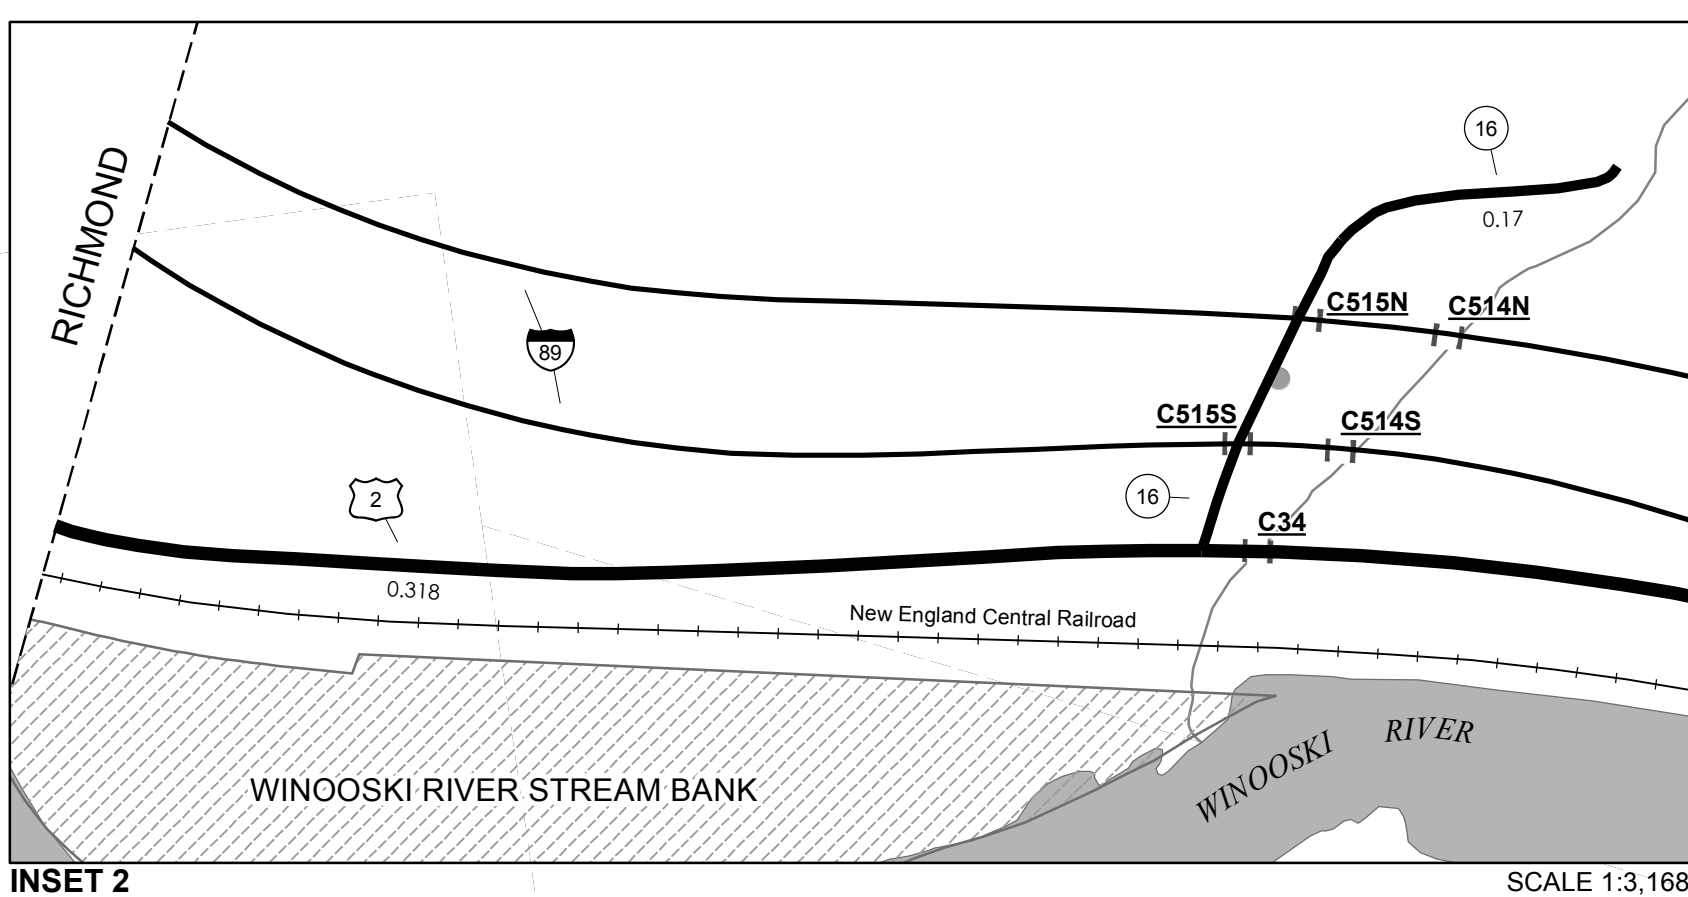 16
RICHMOND
0.17
C515N
C514N
89
C515S
C514S
2
16
C34
0.318
New England Central Railroad
WINOOSKI RIVER
WINOOSKI RIVER STREAM BANK
INSET 2
SCALE 1:3,168